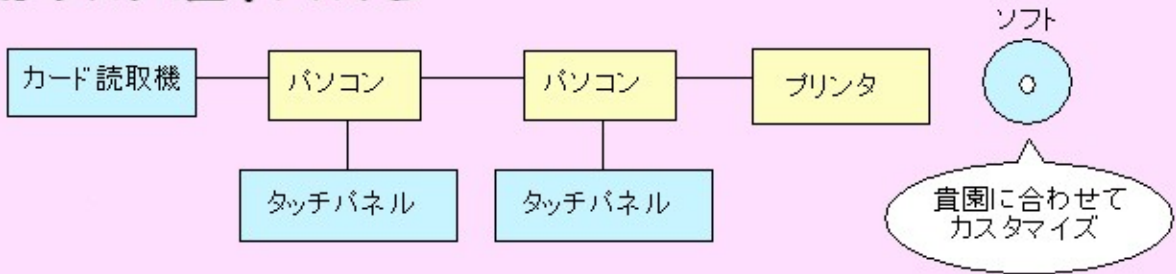 ソフト
カード読取機
パソコン
パソコン
プリンタ
タッチパネル
タッチパネル
貴園に合わせて
カスタマイズ